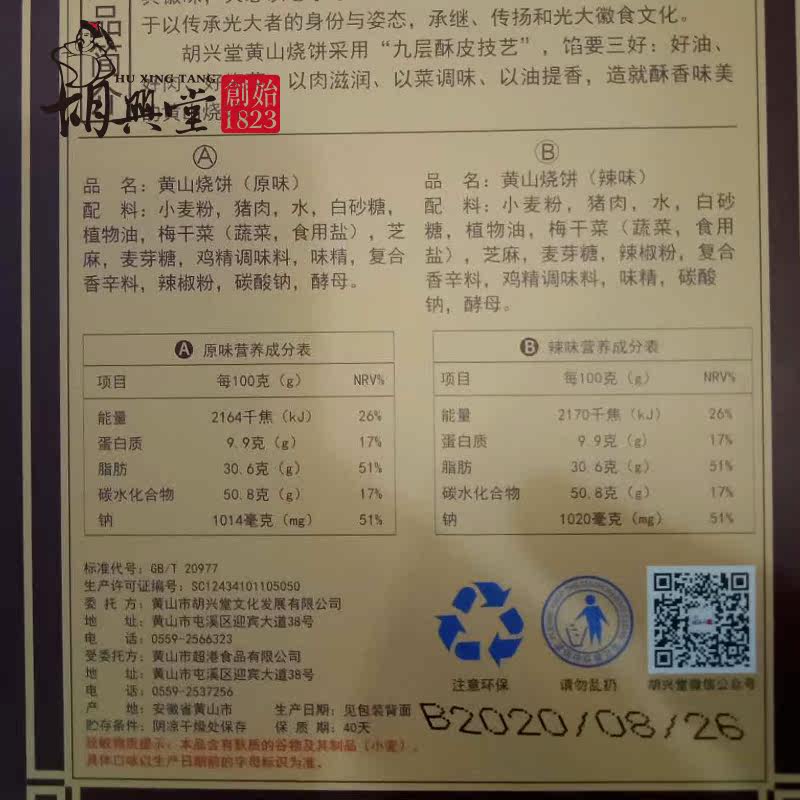 于以传承光大者的身份与姿态，承继、传扬和光大徽食文化。
胡兴堂黄山烧饼采用“九层酥皮技艺”，馅要三好：好油、
以肉滋润、以菜调味、以油提香，造就酥香味美
HU XING TANG
胡興堂
創始
1823
A
品 名：黄山烧饼（原味）
配 料：小麦粉，猪肉，水，白砂糖，
植物油，梅干菜（蔬菜，食用盐），芝
麻，麦芽糖，鸡精调味料，味精，复合
香辛料，辣椒粉，碳酸钠，酵母。
B
品 名：黄山烧饼（辣味）
配 料：小麦粉，猪肉，水，白砂
糖，植物油，梅干菜（蔬菜，食用
盐），芝麻，麦芽糖，辣椒粉，复合
香辛料，鸡精调味料，味精，碳酸
钠，酵母。
A 原味营养成分表
项目 每100克（g） NRV%
能量 2164千焦（kJ） 26%
蛋白质 9.9克（g） 17%
脂肪 30.6克（g） 51%
碳水化合物 50.8克（g） 17%
钠 1014毫克（mg） 51%
B 辣味营养成分表
项目 每100克（g） NRV%
能量 2170千焦（kJ） 26%
蛋白质 9.9克（g） 17%
脂肪 30.6克（g） 51%
碳水化合物 50.8克（g） 17%
钠 1020毫克（mg） 51%
标准代号：GB/T 20977
生产许可证编号：SC12434101105050
委 托 方：黄山市胡兴堂文化发展有限公司
地 址：黄山市屯溪区迎宾大道38号
电 话：0559-2566323
受委托方：黄山市超港食品有限公司
地 址：黄山市屯溪区迎宾大道38号
电 话：0559-2537256
产 地：安徽省黄山市 生产日期：见包装背面
贮存条件：阴凉干燥处保存 保 质 期：40天
致敏物质提示：本品含有麸质的谷物及其制品（小麦）。
具体口味以生产日期前的字母标识为准。
注意环保
请勿乱扔
胡兴堂微信公众号
B2020/08/26